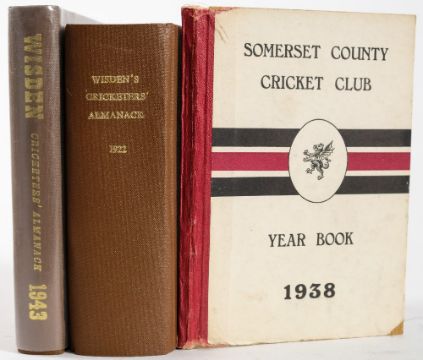 WISDEN
CRICKETERS' ALMANACK
1943
WISDEN'S
CRICKETERS'
ALMANACK
1922
SOMERSET COUNTY
CRICKET CLUB
YEAR BOOK
1938